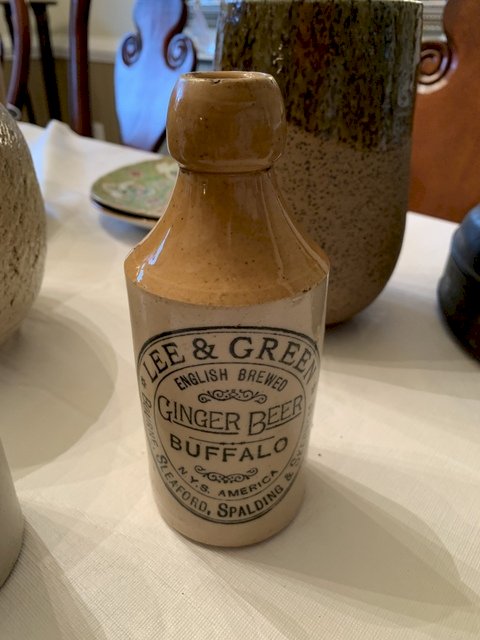 LEE & GREEN
ENGLISH BREWED
GINGER BEER
BUFFALO
N.Y.S. AMERICA
SLEAFORD, SPALDING &